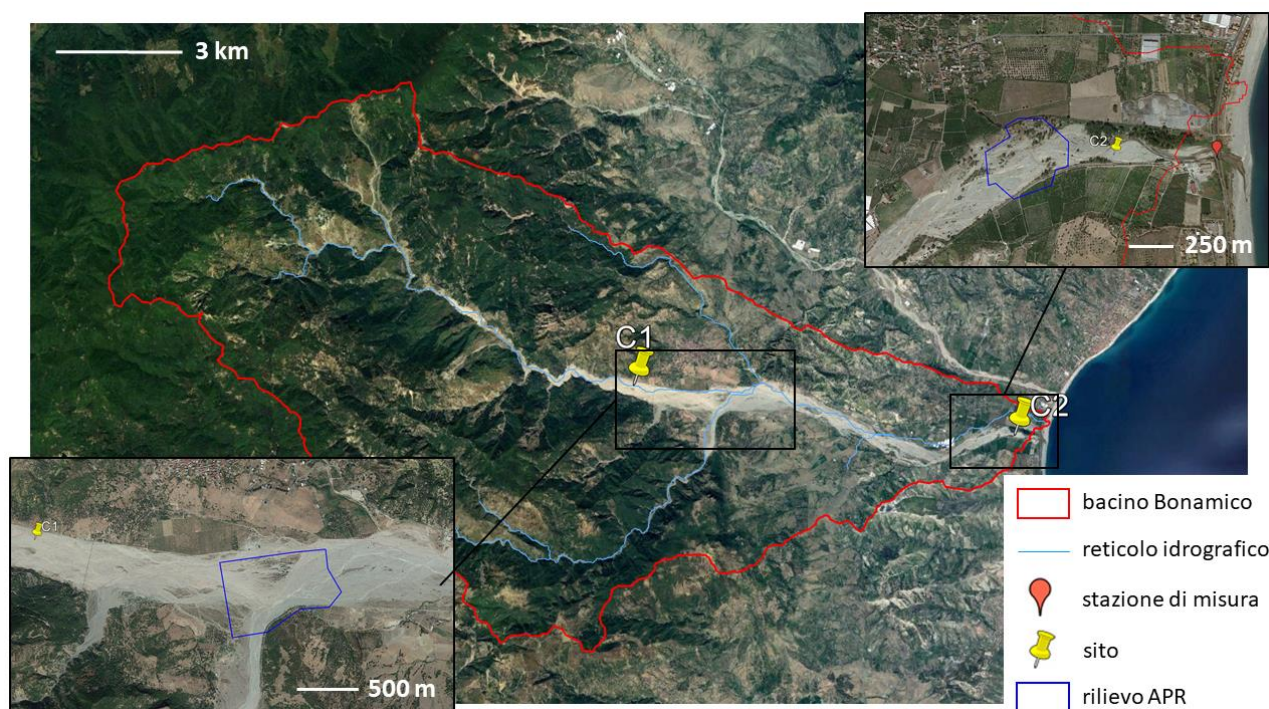 3 km
C2
250 m
C1
C2
C1
500 m
bacino Bonamico
reticolo idrografico
stazione di misura
sito
rilievo APR